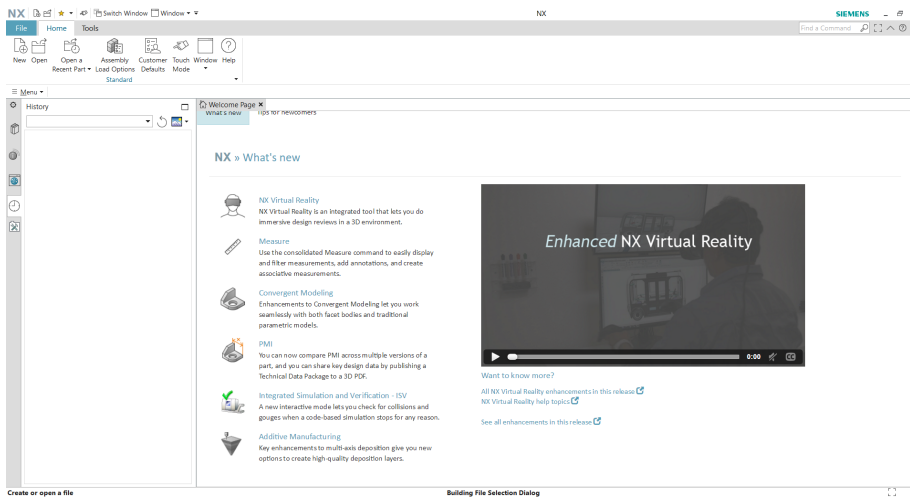 NX Switch Window Window NX SIEMENS
File Home Tools Find a Command
New Open Open a Recent Part Assembly Load Options Customer Defaults Touch Mode Window Help
Standard
Menu
History
Welcome Page
What's new Tips for newcomers
NX » What's new
NX Virtual Reality
NX Virtual Reality is an integrated tool that lets you do
immersive design reviews in a 3D environment.
Measure
Use the consolidated Measure command to easily display
and filter measurements, add annotations, and create
associative measurements.
Convergent Modeling
Enhancements to Convergent Modeling let you work
seamlessly with both facet bodies and traditional
parametric models.
PMI
You can now compare PMI across multiple versions of a
part, and you can share key design data by publishing a
Technical Data Package to a 3D PDF.
Integrated Simulation and Verification - ISV
A new interactive mode lets you check for collisions and
gouges when a code-based simulation stops for any reason.
Additive Manufacturing
Key enhancements to multi-axis deposition give you new
options to create high-quality deposition layers.
Enhanced NX Virtual Reality
0:00 CC
Want to know more?
All NX Virtual Reality enhancements in this release
NX Virtual Reality help topics
See all enhancements in this release
Create or open a file Building File Selection Dialog